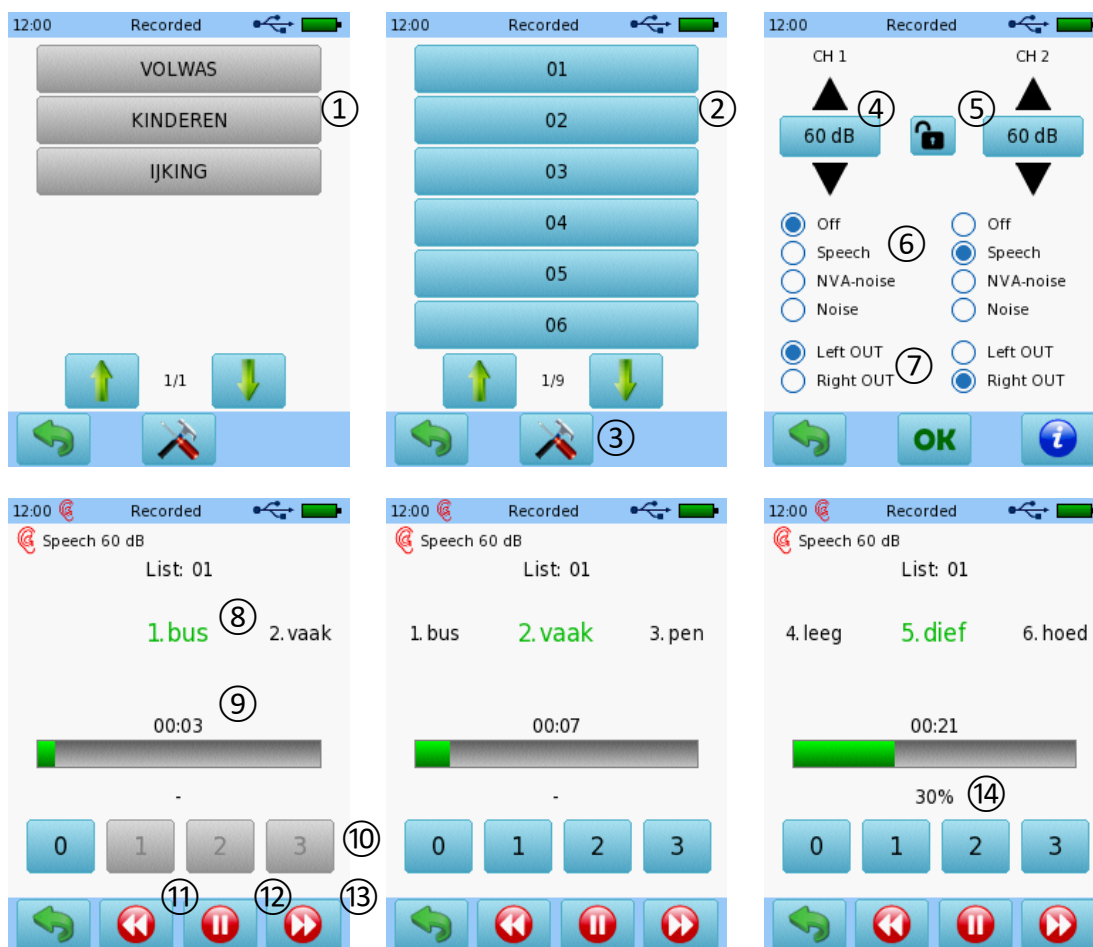 12:00 Recorded
VOLWAS
KINDEREN
①
IJKING
1/1
12:00 Recorded
01
02
②
03
04
05
06
1/9
③
12:00 Recorded
CH 1 CH 2
④ ⑤
60 dB 60 dB
Off Off
⑥
Speech Speech
NVA-noise NVA-noise
Noise Noise
Left OUT Left OUT
⑦
Right OUT Right OUT
OK i
12:00 Recorded
Speech 60 dB
List: 01
1.bus ⑧ 2.vaak
⑨
00:03
-
0 1 2 3 ⑩
⑪ ⑫ ⑬
12:00 Recorded
Speech 60 dB
List: 01
1.bus 2.vaak 3.pen
00:07
-
0 1 2 3
12:00 Recorded
Speech 60 dB
List: 01
4.leeg 5.dief 6.hoed
00:21
30% ⑭
0 1 2 3